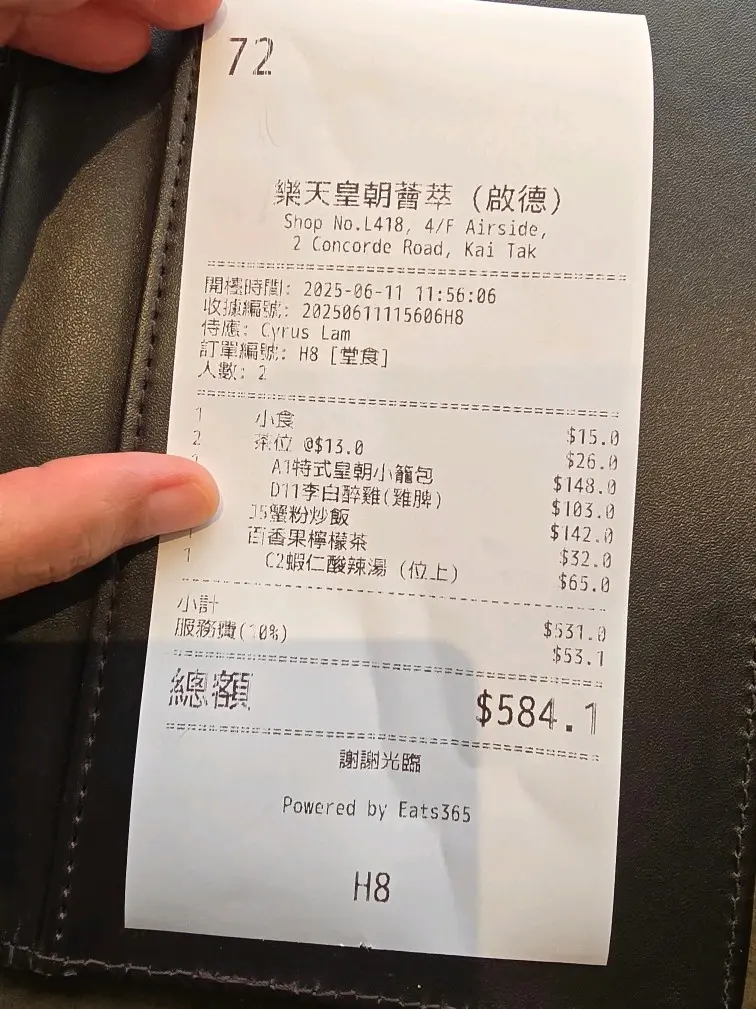 72
樂天皇朝薈萃 (啟德)
Shop No.L418, 4/F Airside,
2 Concorde Road, Kai Tak
開檯時間: 2025-06-11 11:56:06
收據編號: 20250611115606H8
侍應: Cyrus Lam
訂單編號: H8 [堂食]
人數: 2
1 小食 $15.0
2 茶位 @$13.0 $26.0
A1特式皇朝小籠包 $148.0
D11李白醉雞(雞脾) $103.0
J5蟹粉炒飯 $142.0
百香果檸檬茶 $32.0
1 C2蝦仁酸辣湯 (位上) $65.0
小計 $531.0
服務費(10%) $53.1
總額 $584.1
謝謝光臨
Powered by Eats365
H8